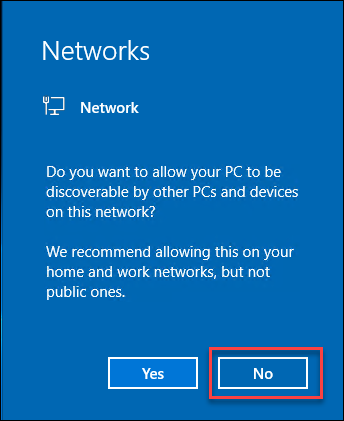 Networks
Network
Do you want to allow your PC to be
discoverable by other PCs and devices
on this network?
We recommend allowing this on your
home and work networks, but not
public ones.
Yes
No